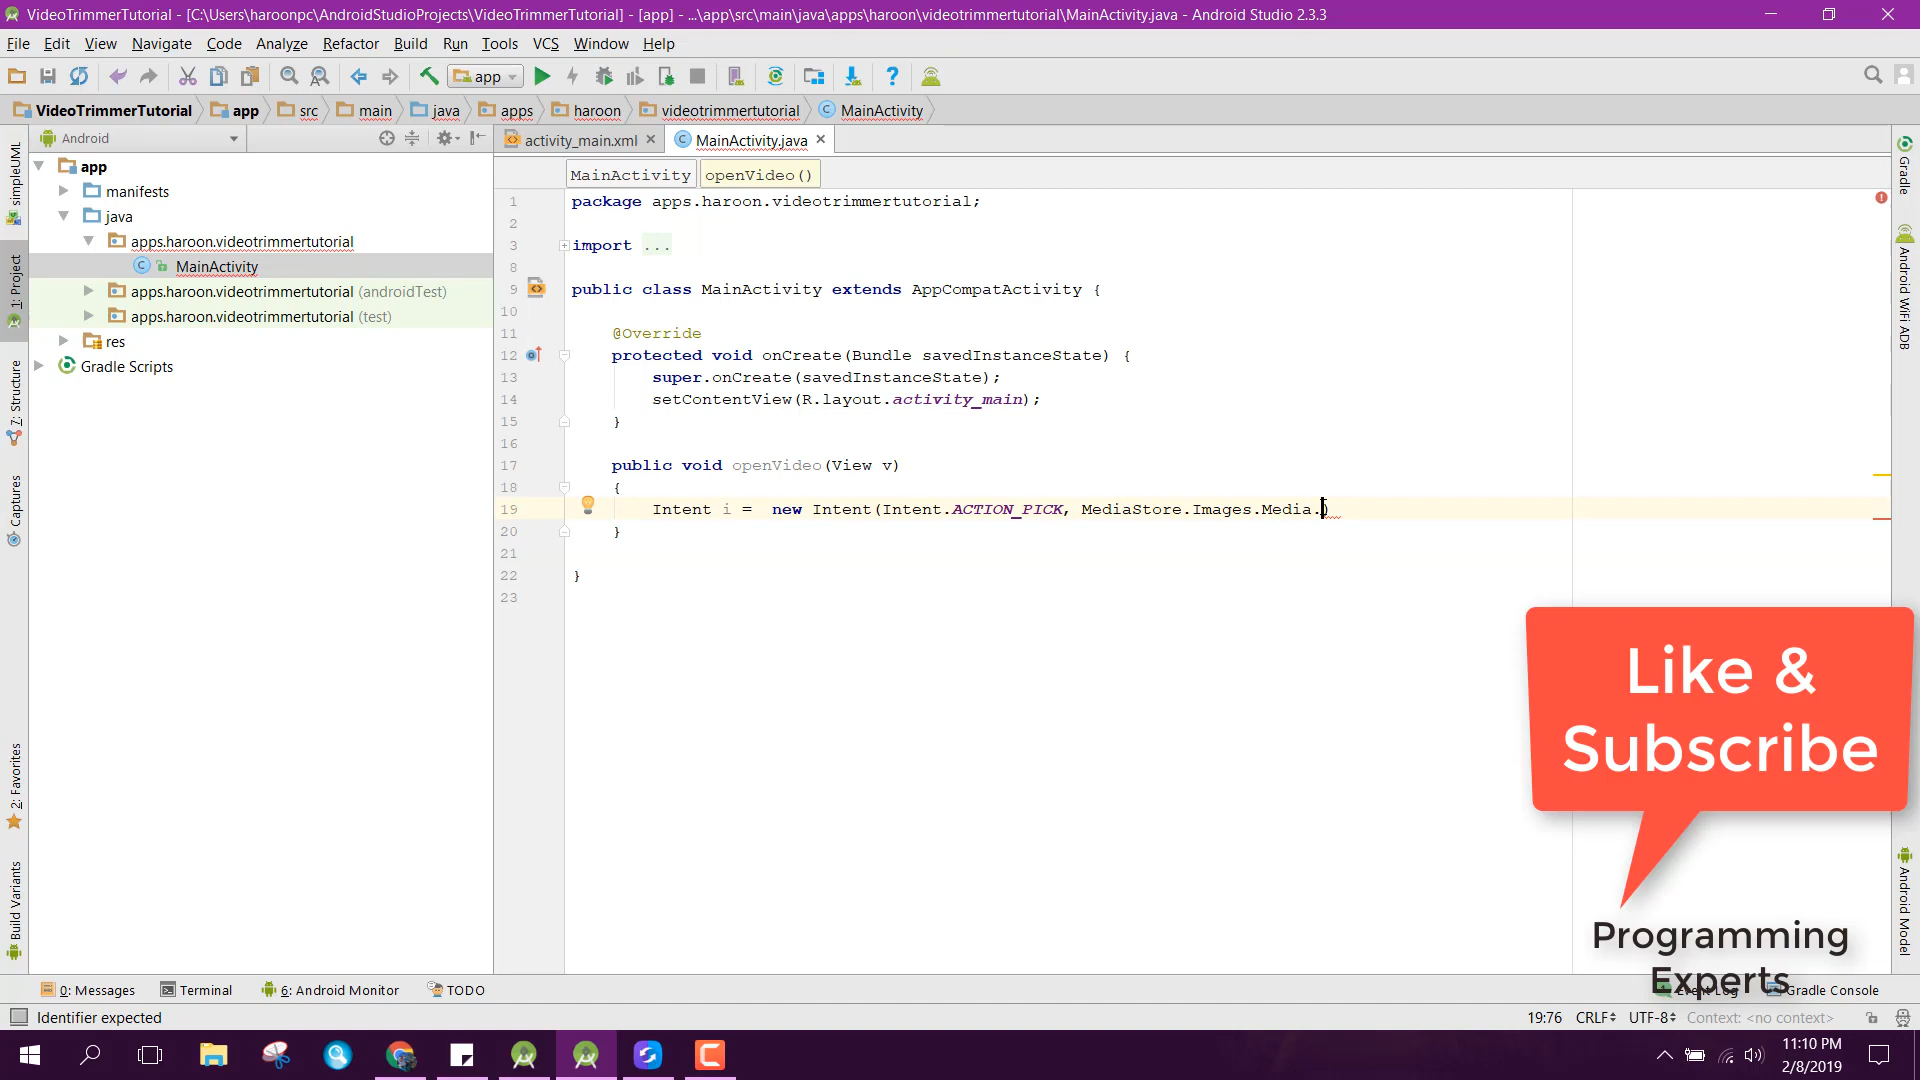 VideoTrimmerTutorial - [C:\Users\haroonpc\AndroidStudioProjects\VideoTrimmerTutorial] - [app] - ...\app\src\main\java\apps\haroon\videotrimmertutorial\MainActivity.java - Android Studio 2.3.3
File Edit View Navigate Code Analyze Refactor Build Run Tools VCS Window Help
app
VideoTrimmerTutorial app src main java apps haroon videotrimmertutorial MainActivity
Android
activity_main.xml MainActivity.java
MainActivity openVideo()
app
manifests
java
apps.haroon.videotrimmertutorial
MainActivity
apps.haroon.videotrimmertutorial (androidTest)
apps.haroon.videotrimmertutorial (test)
res
Gradle Scripts
simpleUML
1: Project
7: Structure
Captures
2: Favorites
Build Variants
1 package apps.haroon.videotrimmertutorial;
2
3 import ...
8
9 public class MainActivity extends AppCompatActivity {
10
11 @Override
12 protected void onCreate(Bundle savedInstanceState) {
13 super.onCreate(savedInstanceState);
14 setContentView(R.layout.activity_main);
15 }
16
17 public void openVideo(View v)
18 {
19 Intent i = new Intent(Intent.ACTION_PICK, MediaStore.Images.Media.)
20 }
21
22 }
23
Gradle
Android WiFi ADB
Android Model
Like &
Subscribe
Programming
Experts
0: Messages Terminal 6: Android Monitor TODO Event Log Gradle Console
Identifier expected 19:76 CRLF UTF-8 Context: <no context>
11:10 PM
2/8/2019